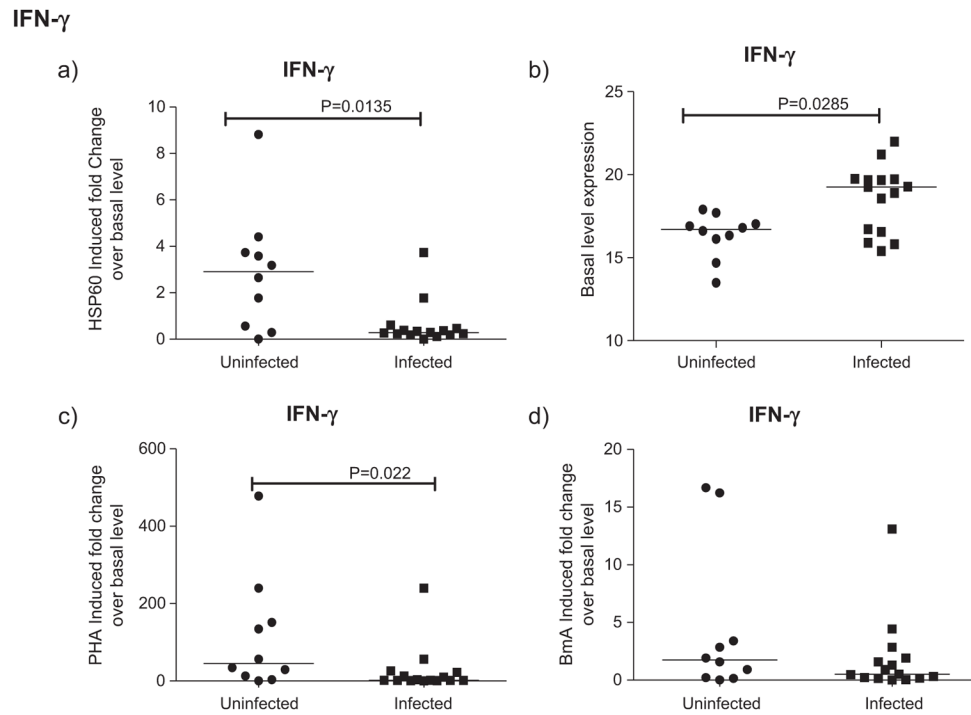 IFN-γ
a)
IFN-γ
HSP60 Induced fold Change
over basal level
10
8
6
4
2
0
P=0.0135
Uninfected
Infected
b)
IFN-γ
Basal level expression
25
20
15
10
P=0.0285
Uninfected
Infected
c)
IFN-γ
PHA Induced fold change
over basal level
600
400
200
0
P=0.022
Uninfected
Infected
d)
IFN-γ
BmA Induced fold change
over basal level
20
15
10
5
0
Uninfected
Infected